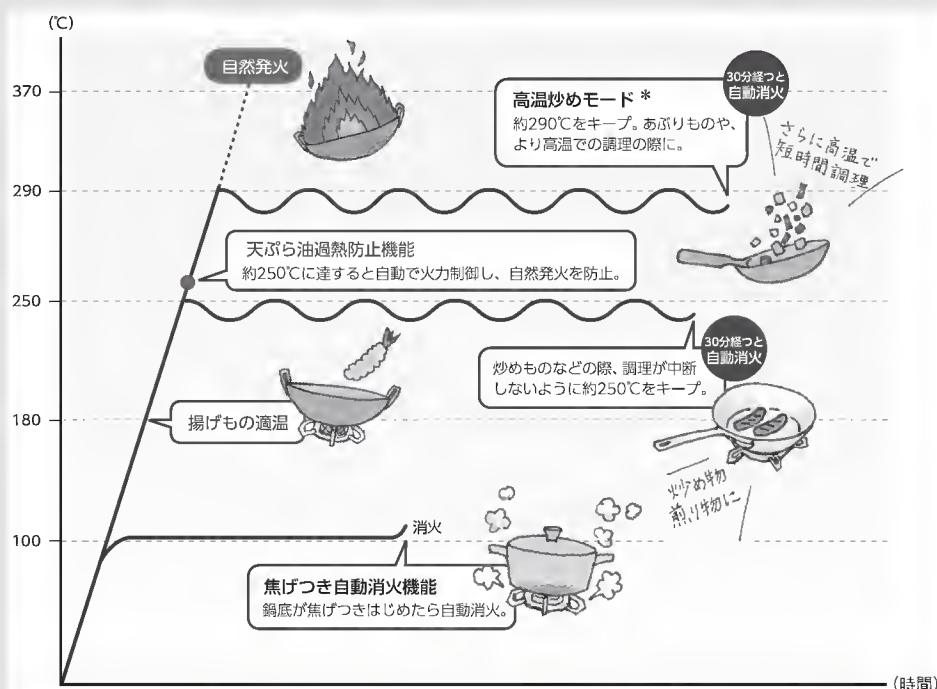 (℃)
自然発火
370
30分経つと
自動消火
高温炒めモード*
約290℃をキープ。あぶりものや、
より高温での調理の際に。
さらに高温で
短時間調理
290
天ぷら油過熱防止機能
約250℃に達すると自動で火力制御し、自然発火を防止。
250
30分経つと
自動消火
炒めものなどの際、調理が中断
しないように約250℃をキープ。
180
揚げもの適温
炒め物
煎り物に
消火
100
焦げつき自動消火機能
鍋底が焦げつきはじめたら自動消火。
(時間)